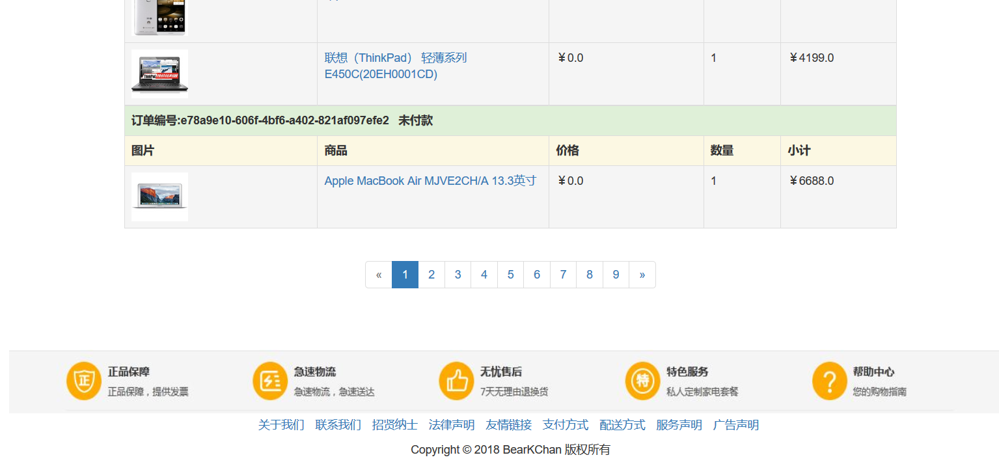 联想（ThinkPad） 轻薄系列 ￥0.0 1 ￥4199.0
E450C(20EH0001CD)
订单编号:e78a9e10-606f-4bf6-a402-821af097efe2 未付款
图片 商品 价格 数量 小计
Apple MacBook Air MJVE2CH/A 13.3英寸 ￥0.0 1 ￥6688.0
« 1 2 3 4 5 6 7 8 9 »
正 正品保障 急速物流 无忧售后 特 特色服务 ? 帮助中心
正品保障，提供发票 急速物流，急速送达 7天无理由退换货 私人定制家电套餐 您的购物指南
关于我们 联系我们 招贤纳士 法律声明 友情链接 支付方式 配送方式 服务声明 广告声明
Copyright © 2018 BearKChan 版权所有